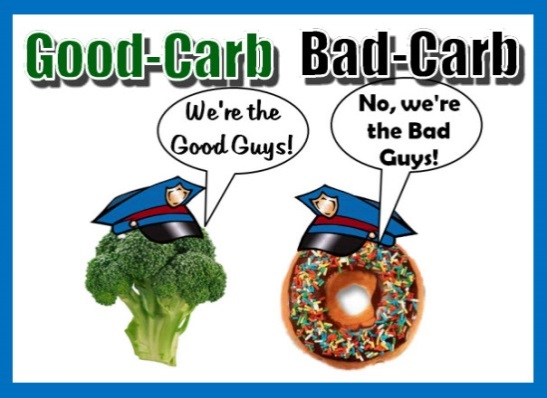 Good-Carb
Bad-Carb
We're the
Good Guys!
No, we're
the Bad
Guys!